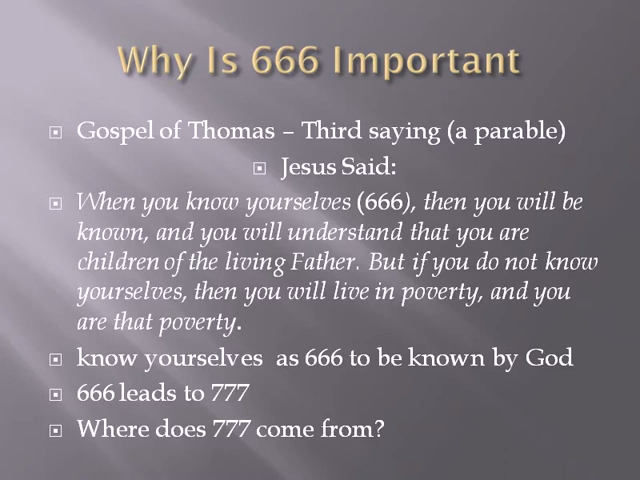 Why Is 666 Important
Gospel of Thomas – Third saying (a parable)
Jesus Said:
When you know yourselves (666), then you will be
known, and you will understand that you are
children of the living Father. But if you do not know
yourselves, then you will live in poverty, and you
are that poverty.
know yourselves as 666 to be known by God
666 leads to 777
Where does 777 come from?